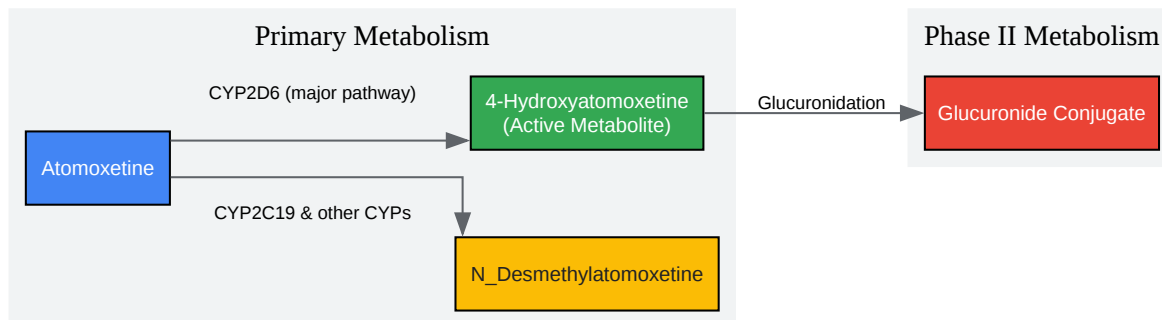 Primary Metabolism
Phase II Metabolism
CYP2D6 (major pathway)
4-Hydroxyatomoxetine
(Active Metabolite)
Glucuronidation
Glucuronide Conjugate
Atomoxetine
CYP2C19 & other CYPs
N_Desmethylatomoxetine